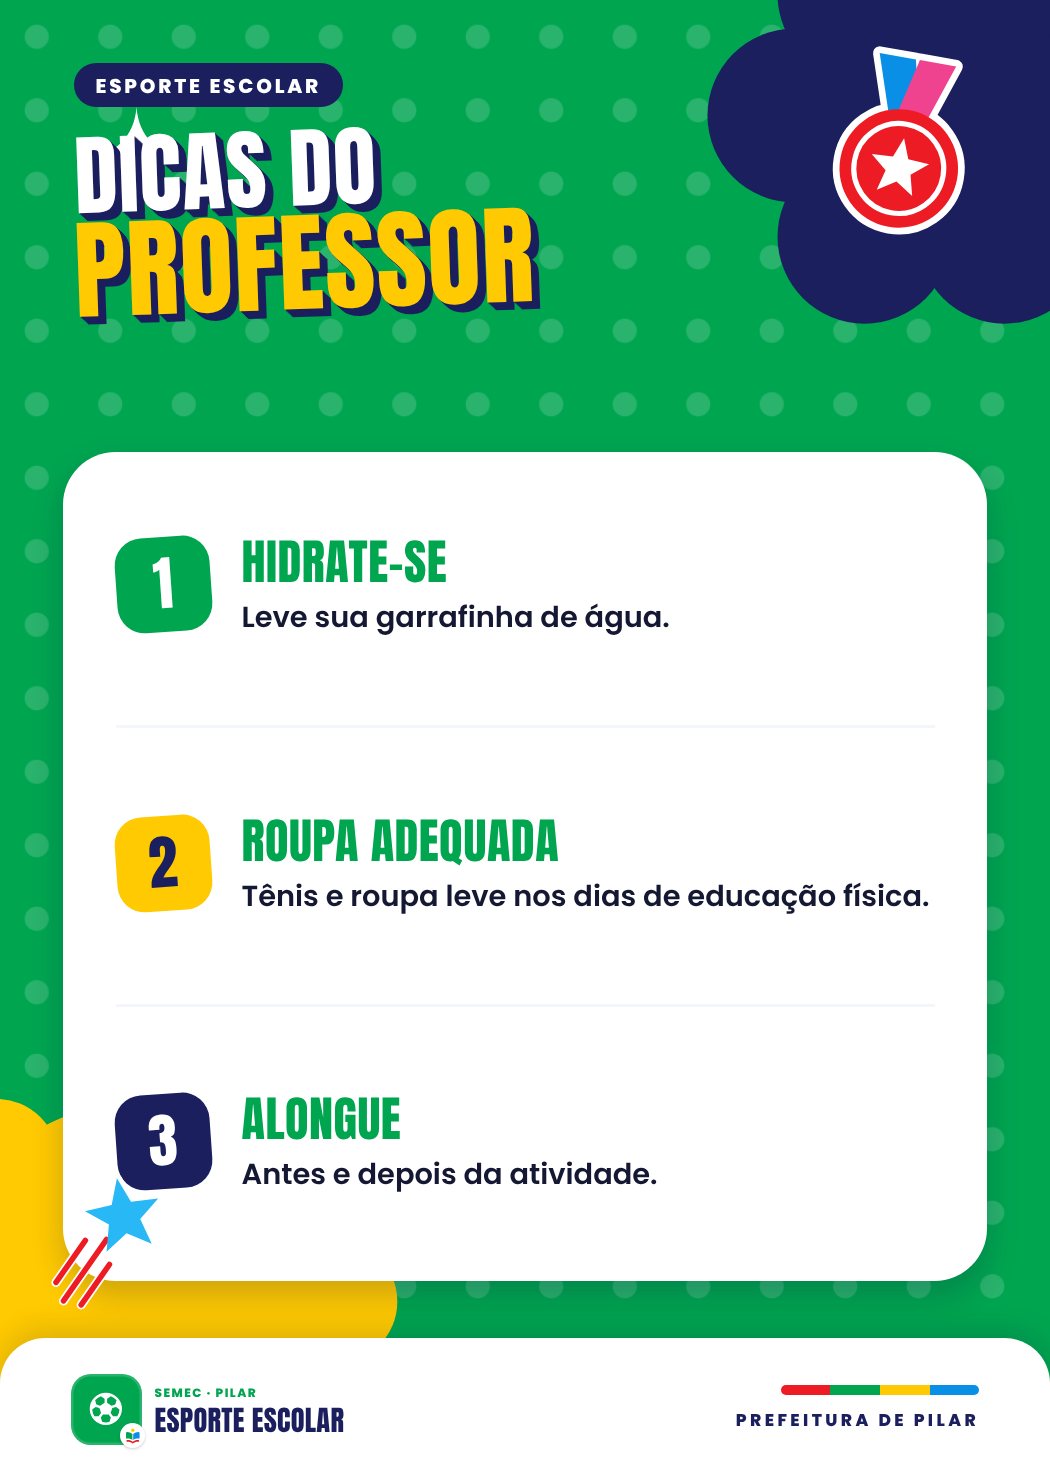 ESPORTE ESCOLAR
DICAS DO
PROFESSOR
1
HIDRATE-SE
Leve sua garrafinha de água.
2
ROUPA ADEQUADA
Tênis e roupa leve nos dias de educação física.
3
ALONGUE
Antes e depois da atividade.
SEMEC · PILAR
ESPORTE ESCOLAR
PREFEITURA DE PILAR